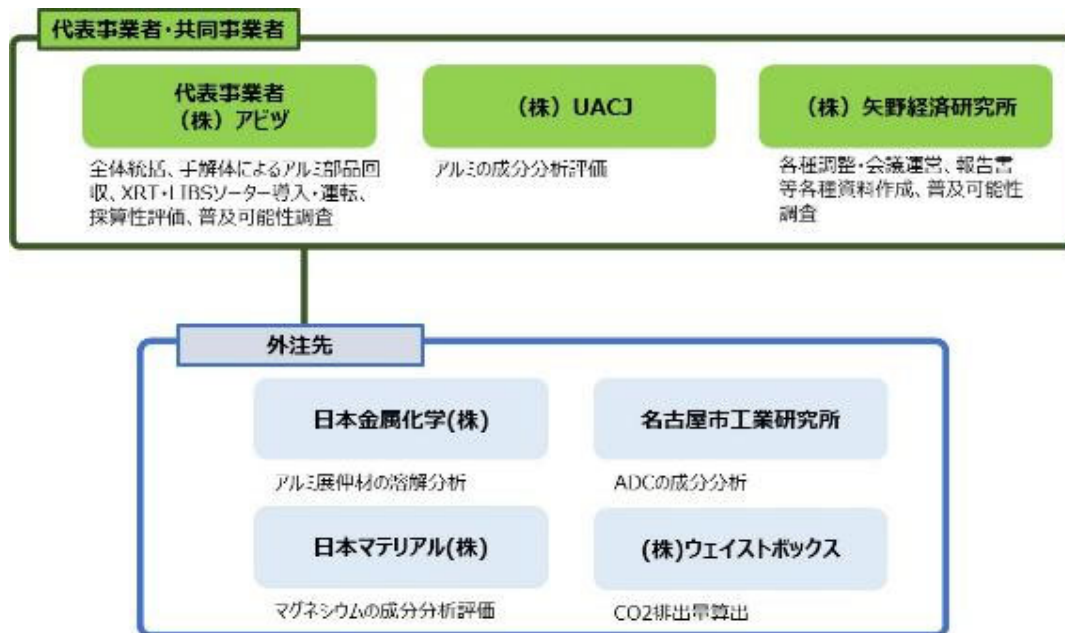 代表事業者・共同事業者
代表事業者
（株）アビヅ
全体統括、手解体によるアルミ部品回
収、XRT・LIBSソーター導入・運転、
採算性評価、普及可能性調査
（株）UACJ
アルミの成分分析評価
（株）矢野経済研究所
各種調整・会議運営、報告書
等各種資料作成、普及可能性
調査
外注先
日本金属化学(株)
アルミ展伸材の溶解分析
名古屋市工業研究所
ADCの成分分析
日本マテリアル(株)
マグネシウムの成分分析評価
(株)ウェイストボックス
CO2排出量算出